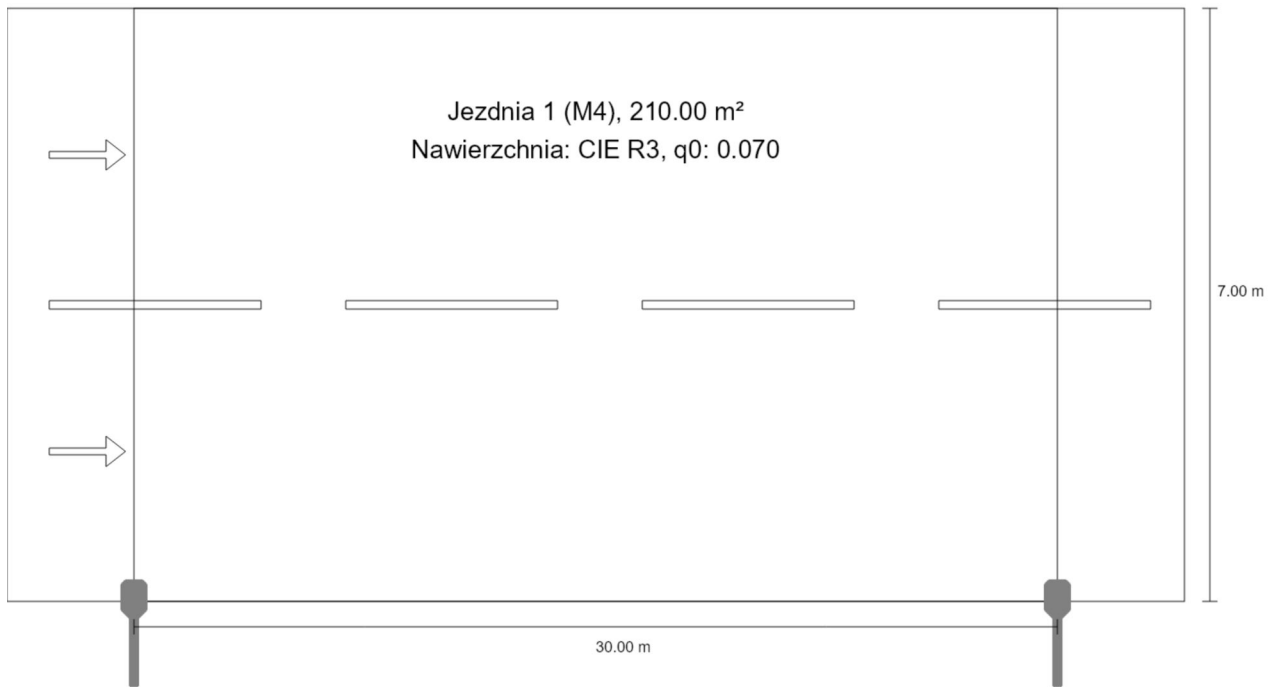 Jezdnia 1 (M4), 210.00 m²
Nawierzchnia: CIE R3, q0: 0.070
7.00 m
30.00 m